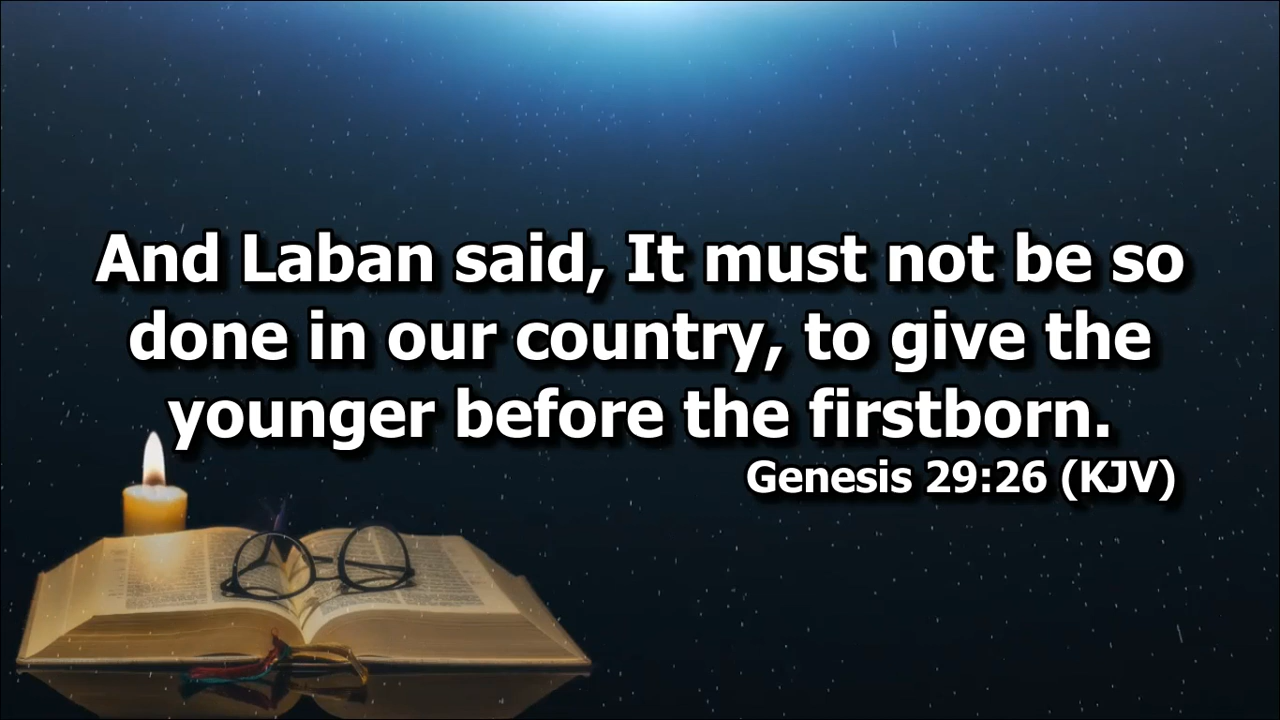 And Laban said, It must not be so
done in our country, to give the
younger before the firstborn.
Genesis 29:26 (KJV)